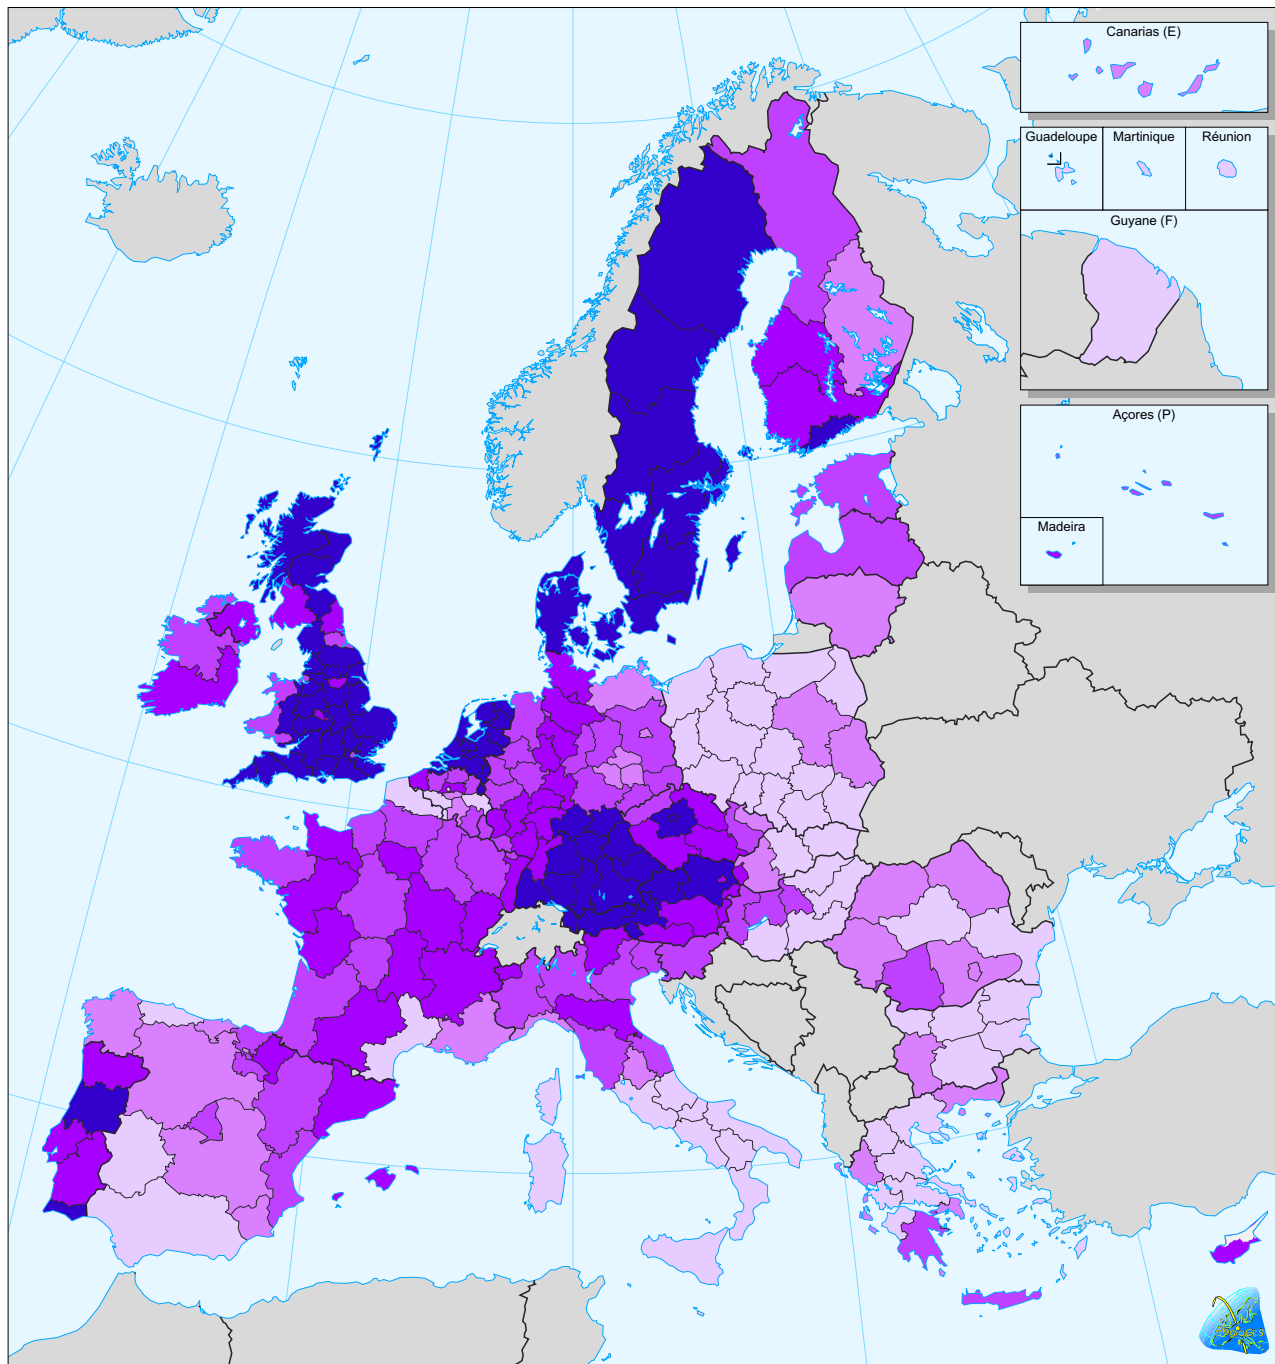 Canarias (E)
Guadeloupe
Martinique
Réunion
Guyane (F)
Açores (P)
Madeira